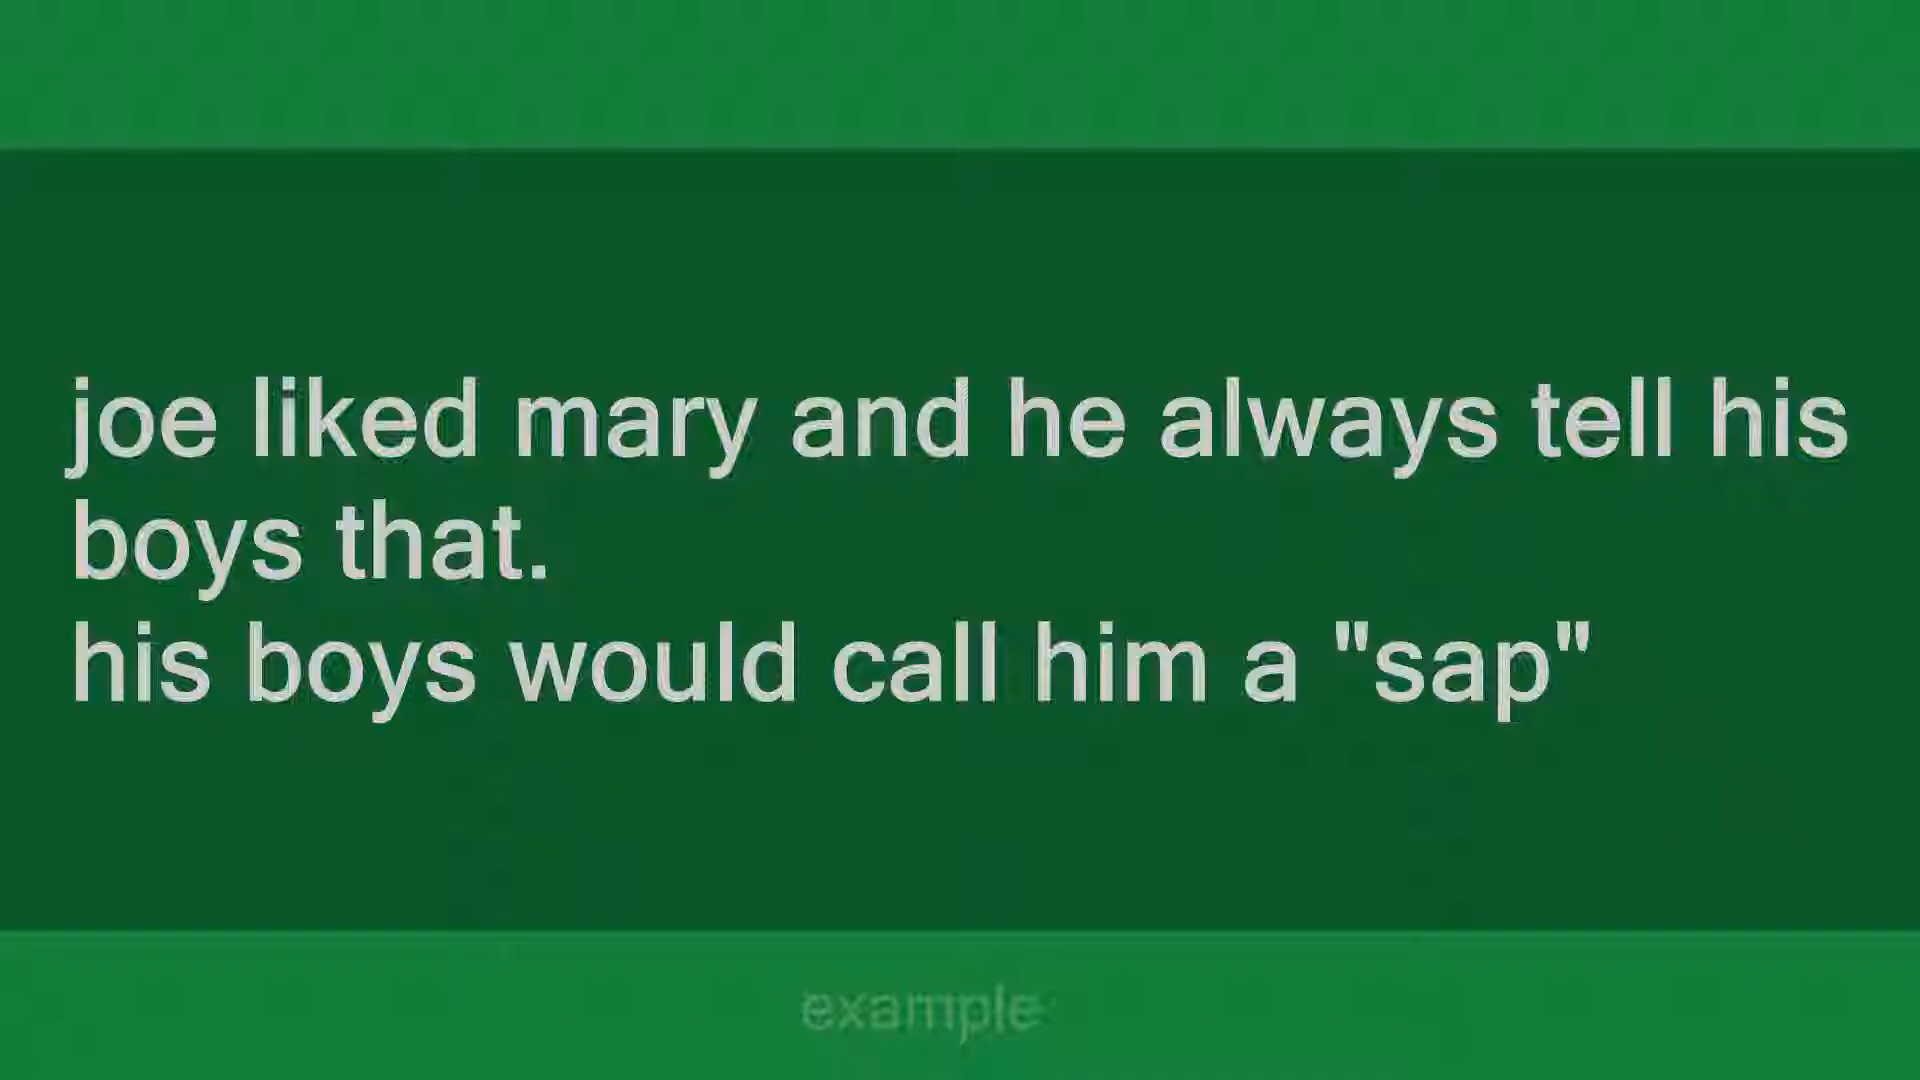 joe liked mary and he always tell his
boys that.
his boys would call him a "sap"
example